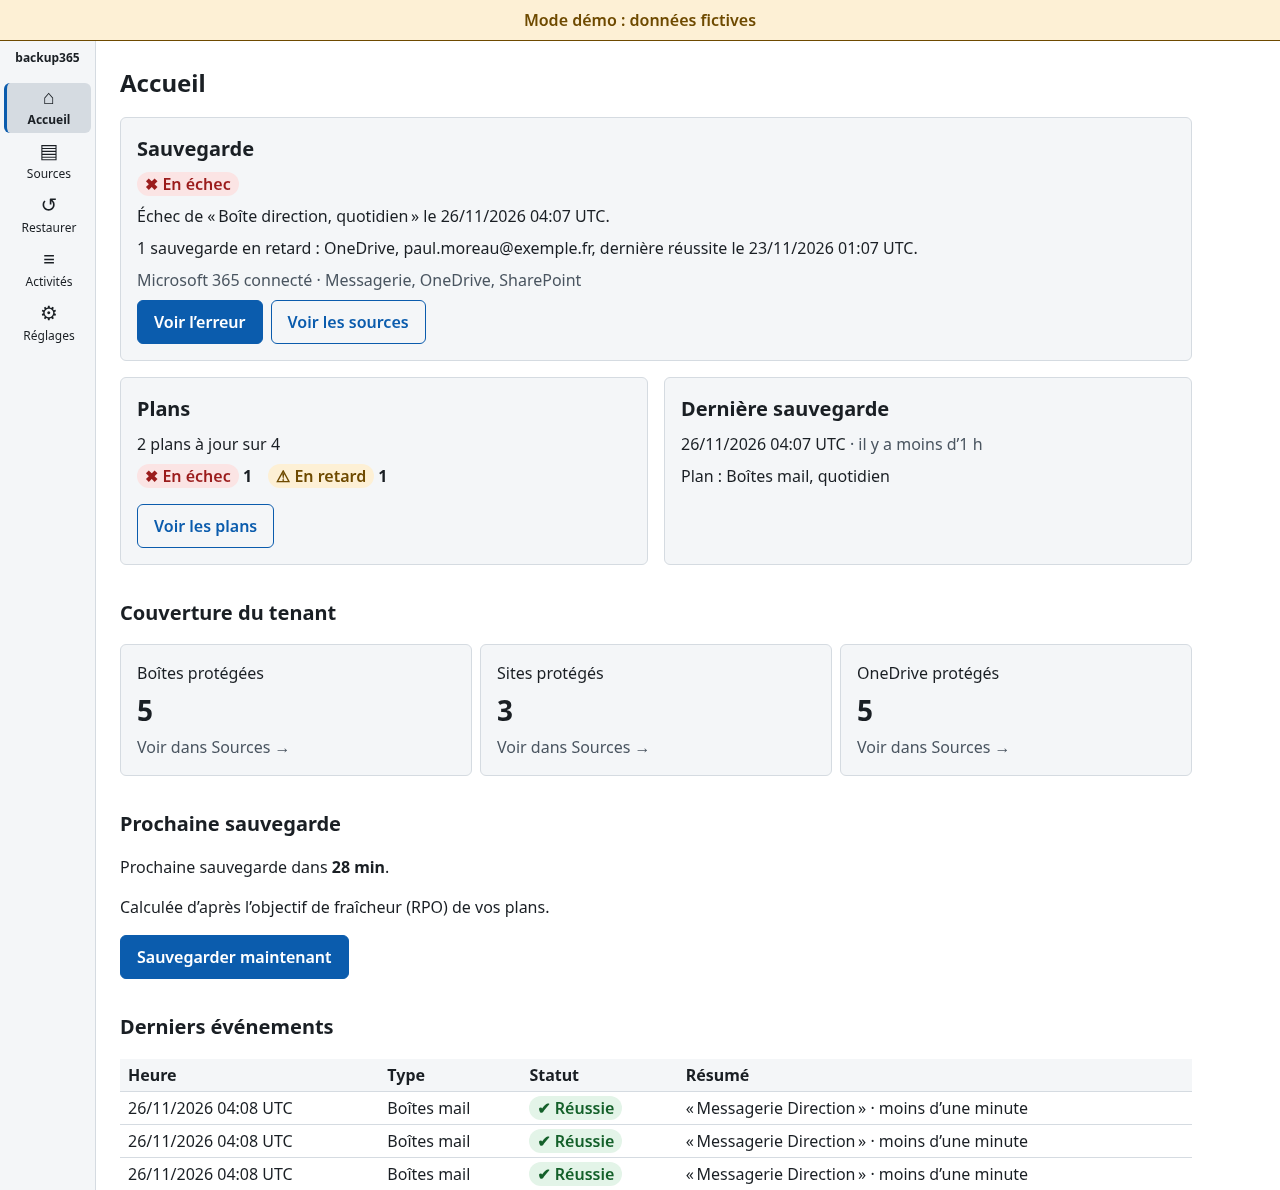 Mode démo : données fictives
backup365
Accueil
Sources
Restaurer
Activités
Réglages
Accueil
Sauvegarde
✖ En échec
Échec de « Boîte direction, quotidien » le 26/11/2026 04:07 UTC.
1 sauvegarde en retard : OneDrive, paul.moreau@exemple.fr, dernière réussite le 23/11/2026 01:07 UTC.
Microsoft 365 connecté · Messagerie, OneDrive, SharePoint
Voir l’erreur Voir les sources
Plans
2 plans à jour sur 4
✖ En échec 1 ⚠ En retard 1
Voir les plans
Dernière sauvegarde
26/11/2026 04:07 UTC · il y a moins d’1 h
Plan : Boîtes mail, quotidien
Couverture du tenant
Boîtes protégées
5
Voir dans Sources →
Sites protégés
3
Voir dans Sources →
OneDrive protégés
5
Voir dans Sources →
Prochaine sauvegarde
Prochaine sauvegarde dans 28 min.
Calculée d’après l’objectif de fraîcheur (RPO) de vos plans.
Sauvegarder maintenant
Derniers événements
Heure Type Statut Résumé
26/11/2026 04:08 UTC Boîtes mail ✔ Réussie « Messagerie Direction » · moins d’une minute
26/11/2026 04:08 UTC Boîtes mail ✔ Réussie « Messagerie Direction » · moins d’une minute
26/11/2026 04:08 UTC Boîtes mail ✔ Réussie « Messagerie Direction » · moins d’une minute